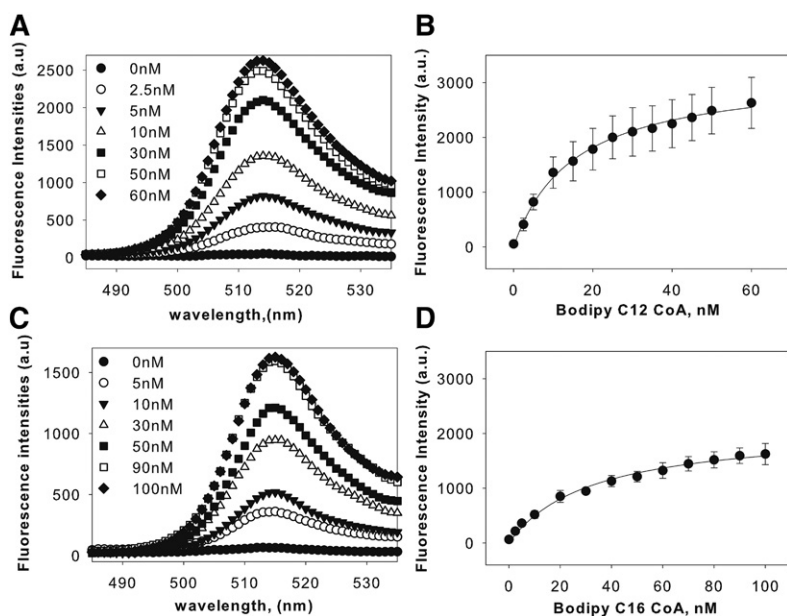 A
Fluorescence Intensities (a.u)
2500
2000
1500
1000
500
0
0nM
2.5nM
5nM
10nM
30nM
50nM
60nM
490
500
510
520
530
wavelength,(nm)
B
Fluorescence Intensity (a.u.)
3000
2000
1000
0
0
20
40
60
Bodipy C12 CoA, nM
C
Fluorescence intensities (a.u)
1500
1000
500
0
0nM
5nM
10nM
30nM
50nM
90nM
100nM
490
500
510
520
530
wavelength, (nm)
D
Fluorescence Intensity (a.u.)
3000
2000
1000
0
0
20
40
60
80
100
Bodipy C16 CoA, nM